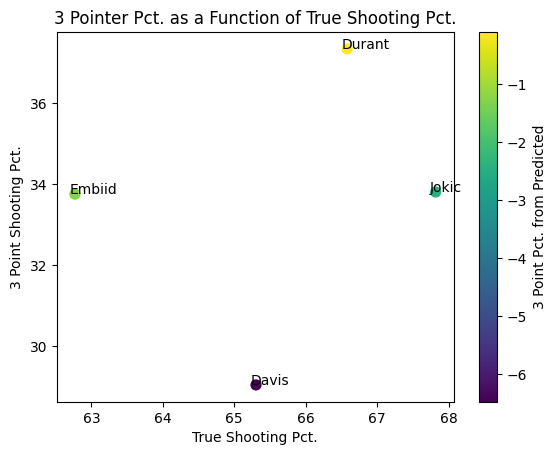 3 Pointer Pct. as a Function of True Shooting Pct.
Durant
Embiid
Jokic
Davis
36
34
32
30
3 Point Shooting Pct.
63 64 65 66 67 68
True Shooting Pct.
−1
−2
−3
−4
−5
−6
3 Point Pct. from Predicted